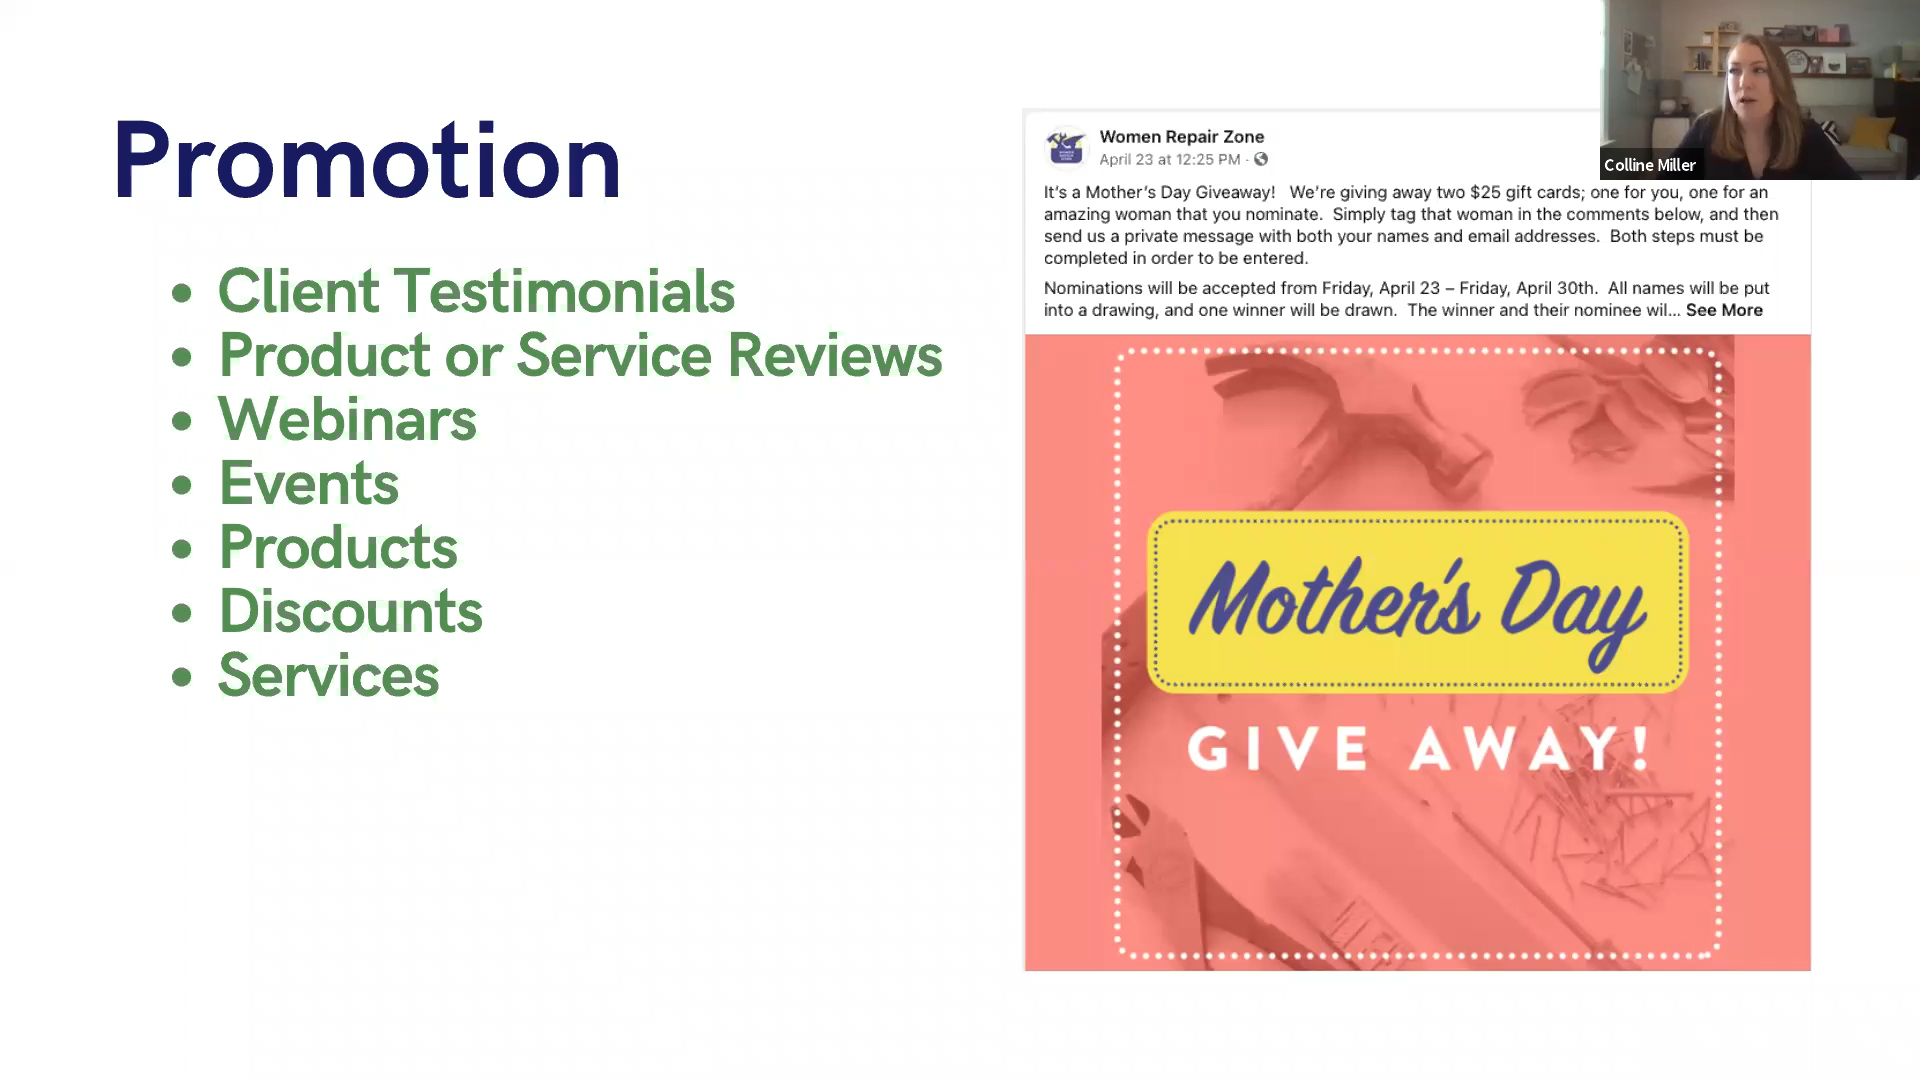 Promotion
• Client Testimonials
• Product or Service Reviews
• Webinars
• Events
• Products
• Discounts
• Services
Women Repair Zone
April 23 at 12:25 PM ·
It's a Mother's Day Giveaway! We're giving away two $25 gift cards; one for you, one for an
amazing woman that you nominate. Simply tag that woman in the comments below, and then
send us a private message with both your names and email addresses. Both steps must be
completed in order to be entered.
Nominations will be accepted from Friday, April 23 – Friday, April 30th. All names will be put
into a drawing, and one winner will be drawn. The winner and their nominee wil... See More
Mother's Day
GIVE AWAY!
Colline Miller